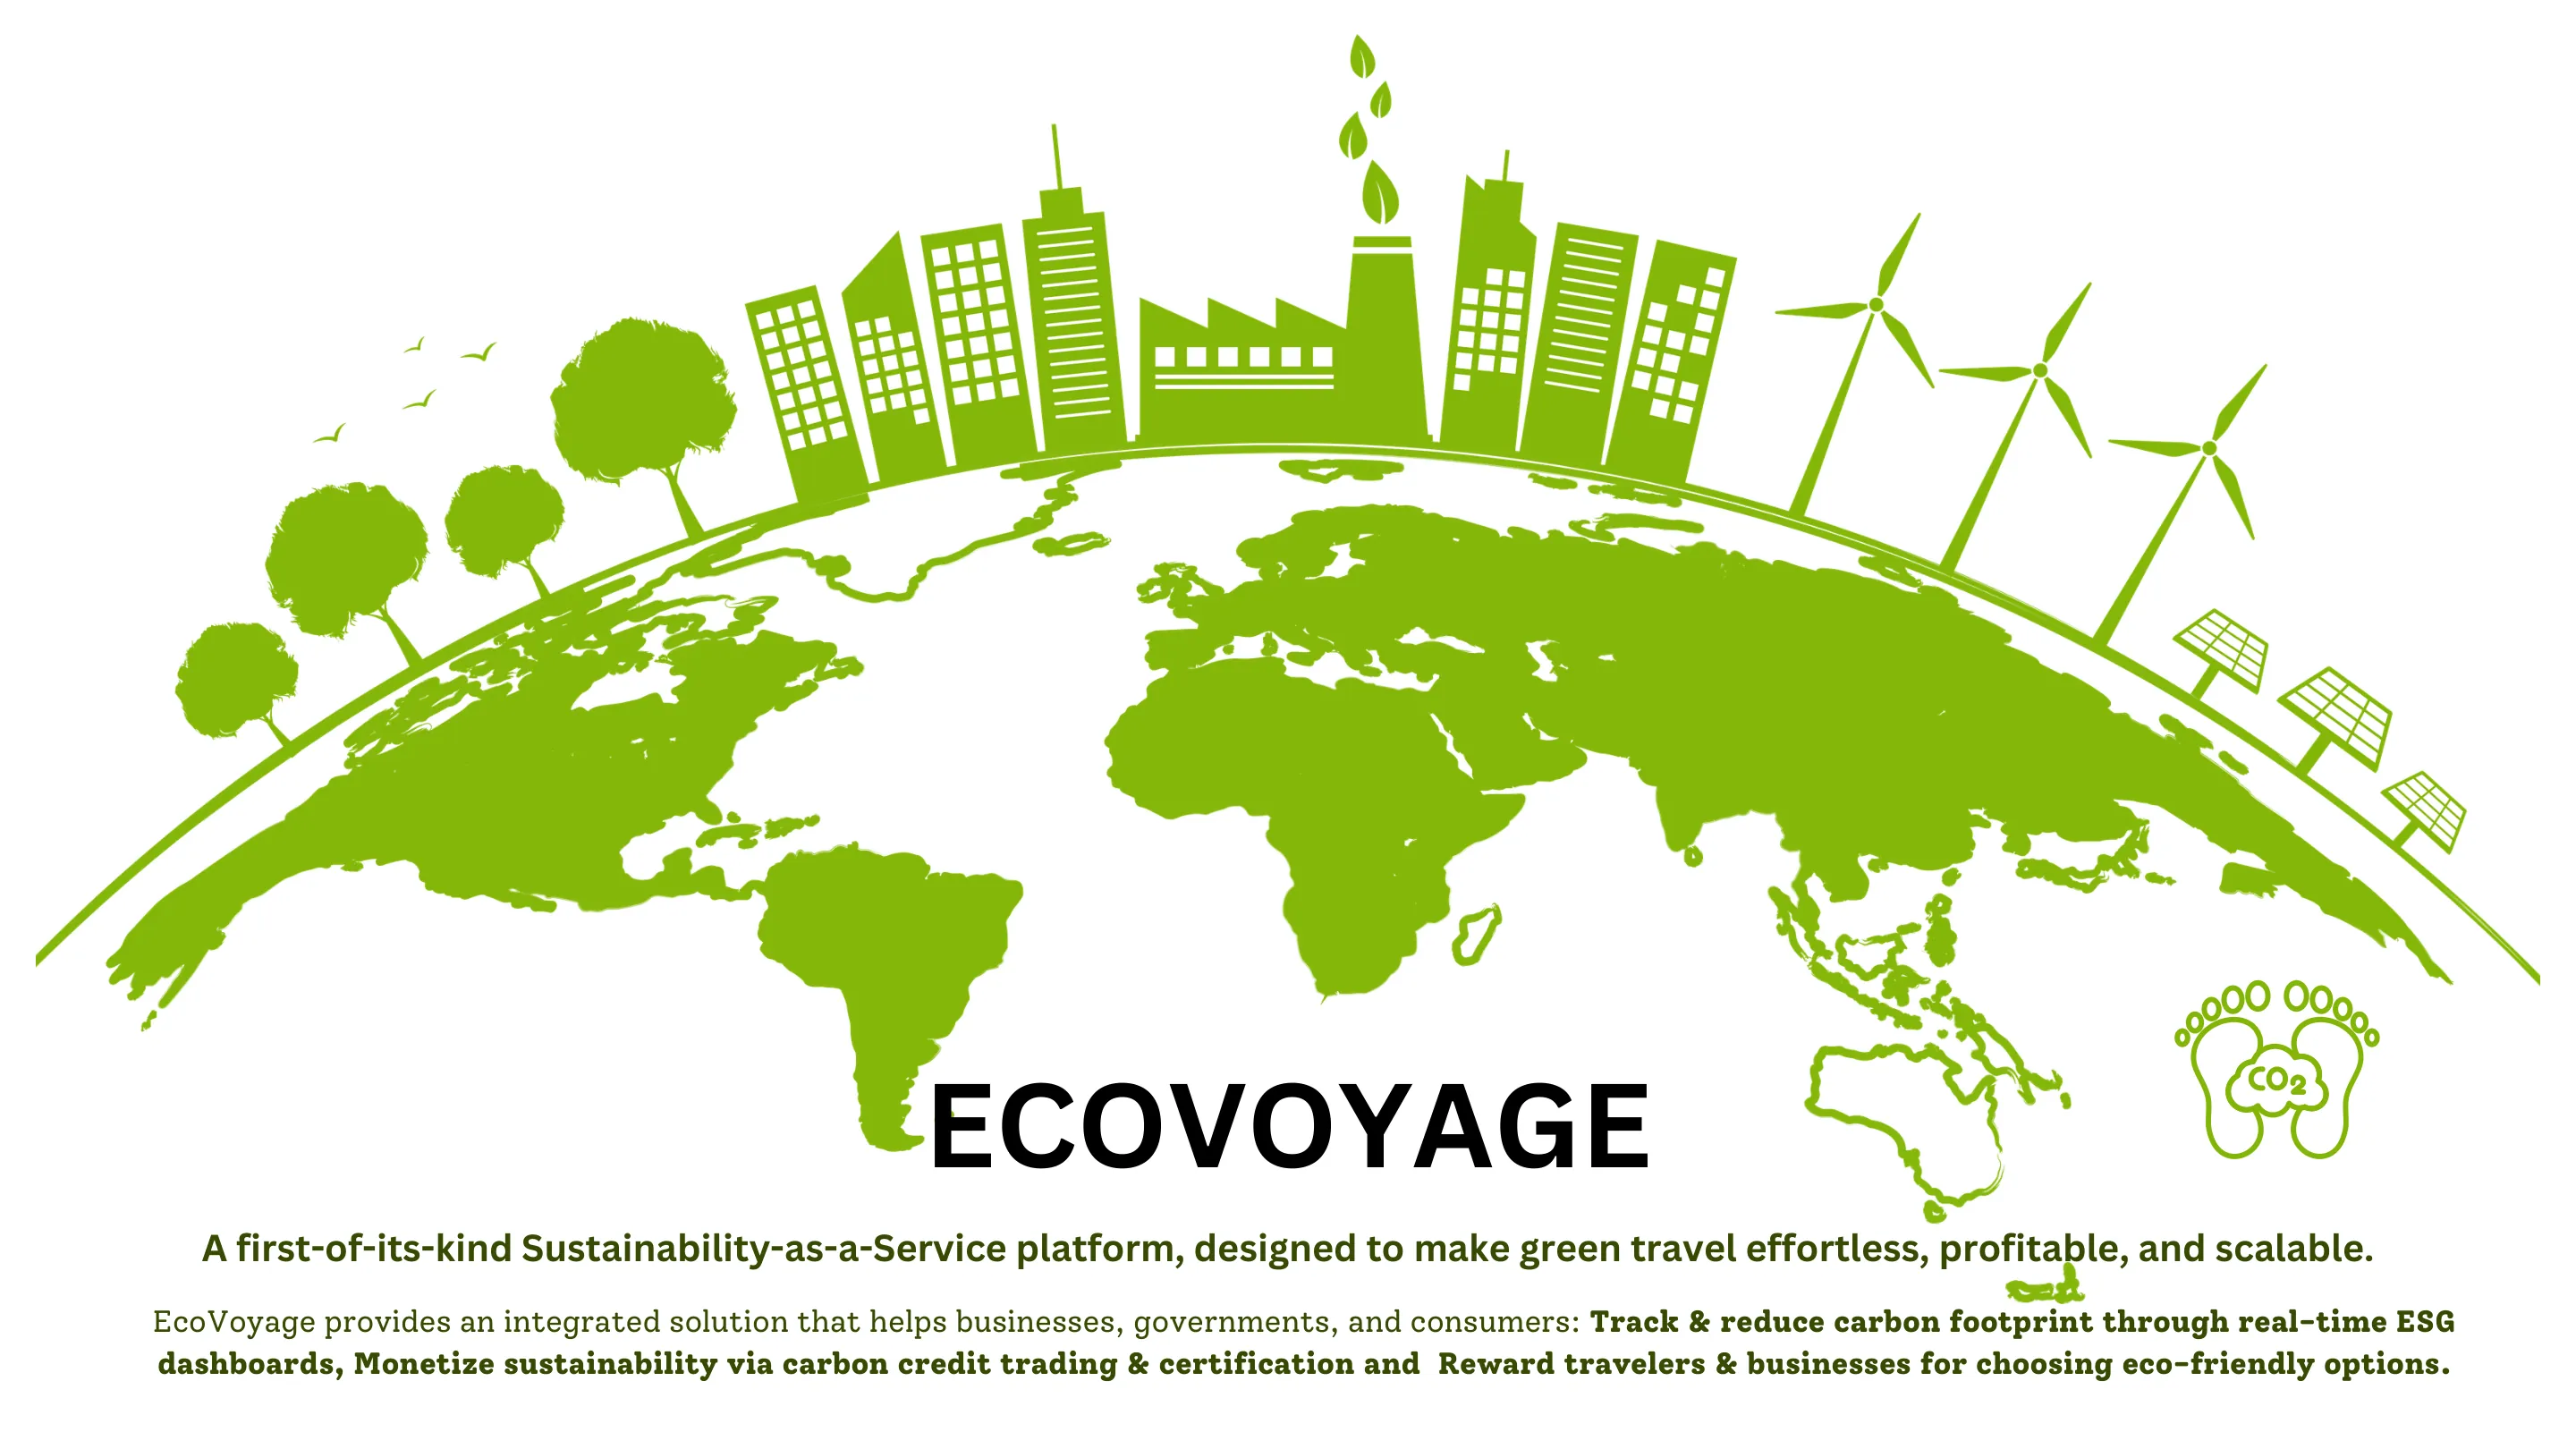 CO2
ECOVOYAGE
A first-of-its-kind Sustainability-as-a-Service platform, designed to make green travel effortless, profitable, and scalable.
EcoVoyage provides an integrated solution that helps businesses, governments, and consumers: Track & reduce carbon footprint through real-time ESG
dashboards, Monetize sustainability via carbon credit trading & certification and  Reward travelers & businesses for choosing eco-friendly options.